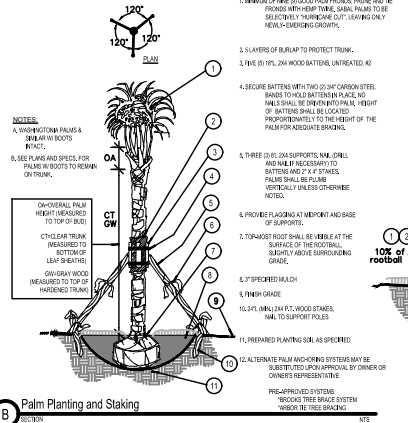 120°
120°
120°
PLAN
NOTES:
A. WASHINGTONIA PALMS &
SIMILAR W/ BOOTS
INTACT.
B. SEE PLANS AND SPECS. FOR
PALMS W/ BOOTS TO REMAIN
ON TRUNK.
OA=OVERALL PALM
HEIGHT (MEASURED
TO TOP OF BUD)
CT=CLEAR TRUNK
(MEASURED TO
BOTTOM OF
LEAF SHEATHS)
GW=GRAY WOOD
(MEASURED TO TOP OF
HARDENED TRUNK)
OA
CT
GW
1
2
3
4
5
6
7
8
9
10
11
1. MINIMUM OF NINE (9) GOOD PALM FRONDS; PRUNE AND TIE
FRONDS WITH HEMP TWINE. SABAL PALMS TO BE
SELECTIVELY "HURRICANE CUT", LEAVING ONLY
NEWLY- EMERGING GROWTH.
2. 5 LAYERS OF BURLAP TO PROTECT TRUNK.
3. FIVE (5) 18"L. 2X4 WOOD BATTENS, UNTREATED, #2
4. SECURE BATTENS WITH TWO (2) 3/4" CARBON STEEL
BANDS TO HOLD BATTENS IN PLACE. NO
NAILS SHALL BE DRIVEN INTO PALM. HEIGHT
OF BATTENS SHALL BE LOCATED
PROPORTIONATELY TO THE HEIGHT OF THE
PALM FOR ADEQUATE BRACING.
5. THREE (3) 8'L. 2X4 SUPPORTS. NAIL (DRILL
AND NAIL IF NECESSARY) TO
BATTENS AND 2" X 4" STAKES.
PALMS SHALL BE PLUMB
VERTICALLY UNLESS OTHERWISE
NOTED.
6. PROVIDE FLAGGING AT MIDPOINT AND BASE
OF SUPPORTS.
7. TOP-MOST ROOT SHALL BE VISIBLE AT THE
SURFACE OF THE ROOTBALL,
SLIGHTLY ABOVE SURROUNDING
GRADE.
8. 3" SPECIFIED MULCH
9. FINISH GRADE
10. 24"L (MIN.) 2X4 P.T. WOOD STAKES,
NAIL TO SUPPORT POLES
11. PREPARED PLANTING SOIL AS SPECIFIED
12. ALTERNATE PALM ANCHORING SYSTEMS MAY BE
SUBSTITUTED UPON APPROVAL BY OWNER OR
OWNER'S REPRESENTATIVE
PRE-APPROVED SYSTEMS:
*BROOKS TREE BRACE SYSTEM
*ARBOR TIE TREE BRACING
1 2
10% of
rootball
B
Palm Planting and Staking
SECTION
NTS